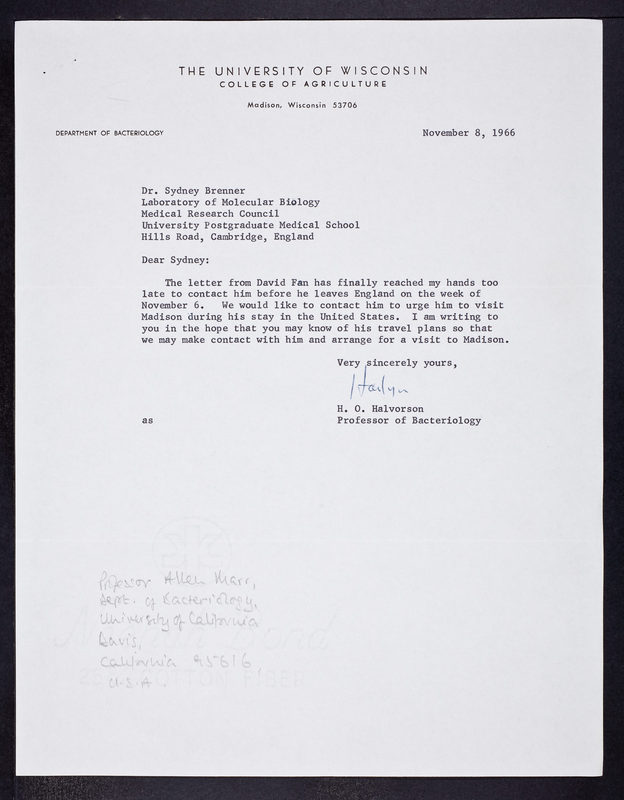 THE UNIVERSITY OF WISCONSIN
COLLEGE OF AGRICULTURE
Madison, Wisconsin 53706
DEPARTMENT OF BACTERIOLOGY
November 8, 1966
Dr. Sydney Brenner
Laboratory of Molecular Biology
Medical Research Council
University Postgraduate Medical School
Hills Road, Cambridge, England
Dear Sydney:
The letter from David Fan has finally reached my hands too
late to contact him before he leaves England on the week of
November 6. We would like to contact him to urge him to visit
Madison during his stay in the United States. I am writing to
you in the hope that you may know of his travel plans so that
we may make contact with him and arrange for a visit to Madison.
Very sincerely yours,
Harlyn
H. O. Halvorson
as
Professor of Bacteriology
Professor Allen Marr,
Dept. of Bacteriology,
University of California
Davis,
California 95616,
U.S.A.
COTTON FIBER